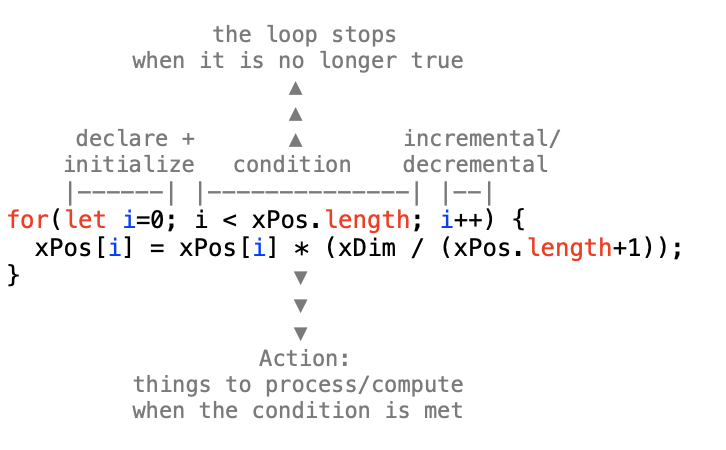 the loop stops
when it is no longer true
▲
▲
declare + ▲ incremental/
initialize condition decremental
|------| |--------------| |--|
for(let i=0; i < xPos.length; i++) {
  xPos[i] = xPos[i] * (xDim / (xPos.length+1));
}
▼
▼
▼
Action:
things to process/compute
when the condition is met